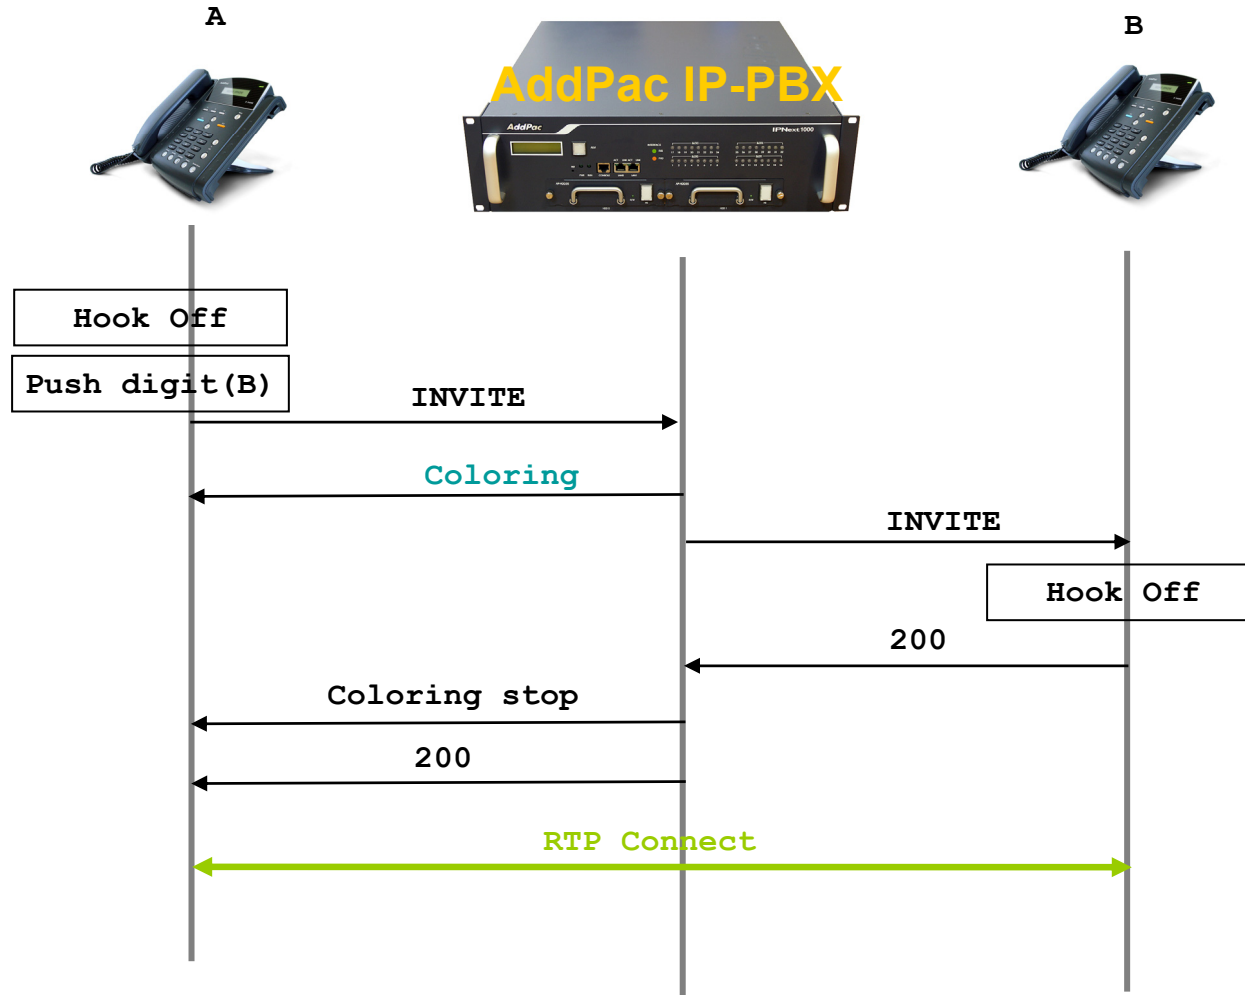 A
B
AddPac IP-PBX
AddPac
IPNext1000
Hook Off
Push digit(B)
INVITE
Coloring
INVITE
Hook Off
200
Coloring stop
200
RTP Connect